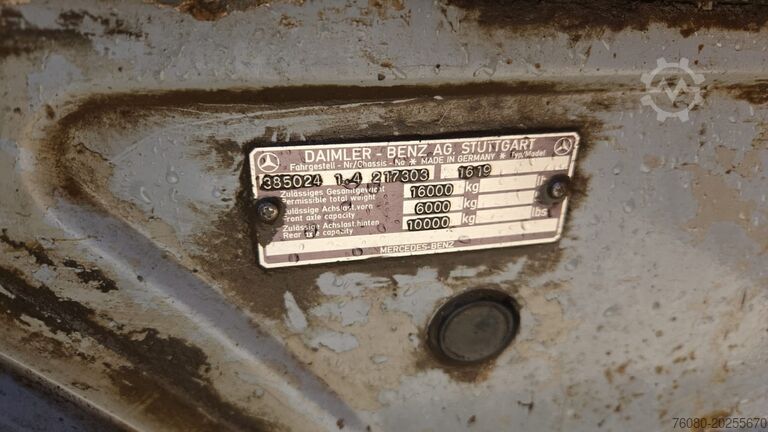 DAIMLER - BENZ AG. STUTTGART
Fahrgestell - Nr/Chassis - No ✳ MADE IN GERMANY ✳ Typ/Model
385024 1-4 217303 1619
Zulässiges Gesamtgewicht
Permissible total weight 16000 kg
Zulässige Achslast.vorn
Front axle capacity 6000 kg lbs
Zulässige Achslast.hinten
Rear axle capacity 10000 kg
MERCEDES-BENZ
76080-20255670